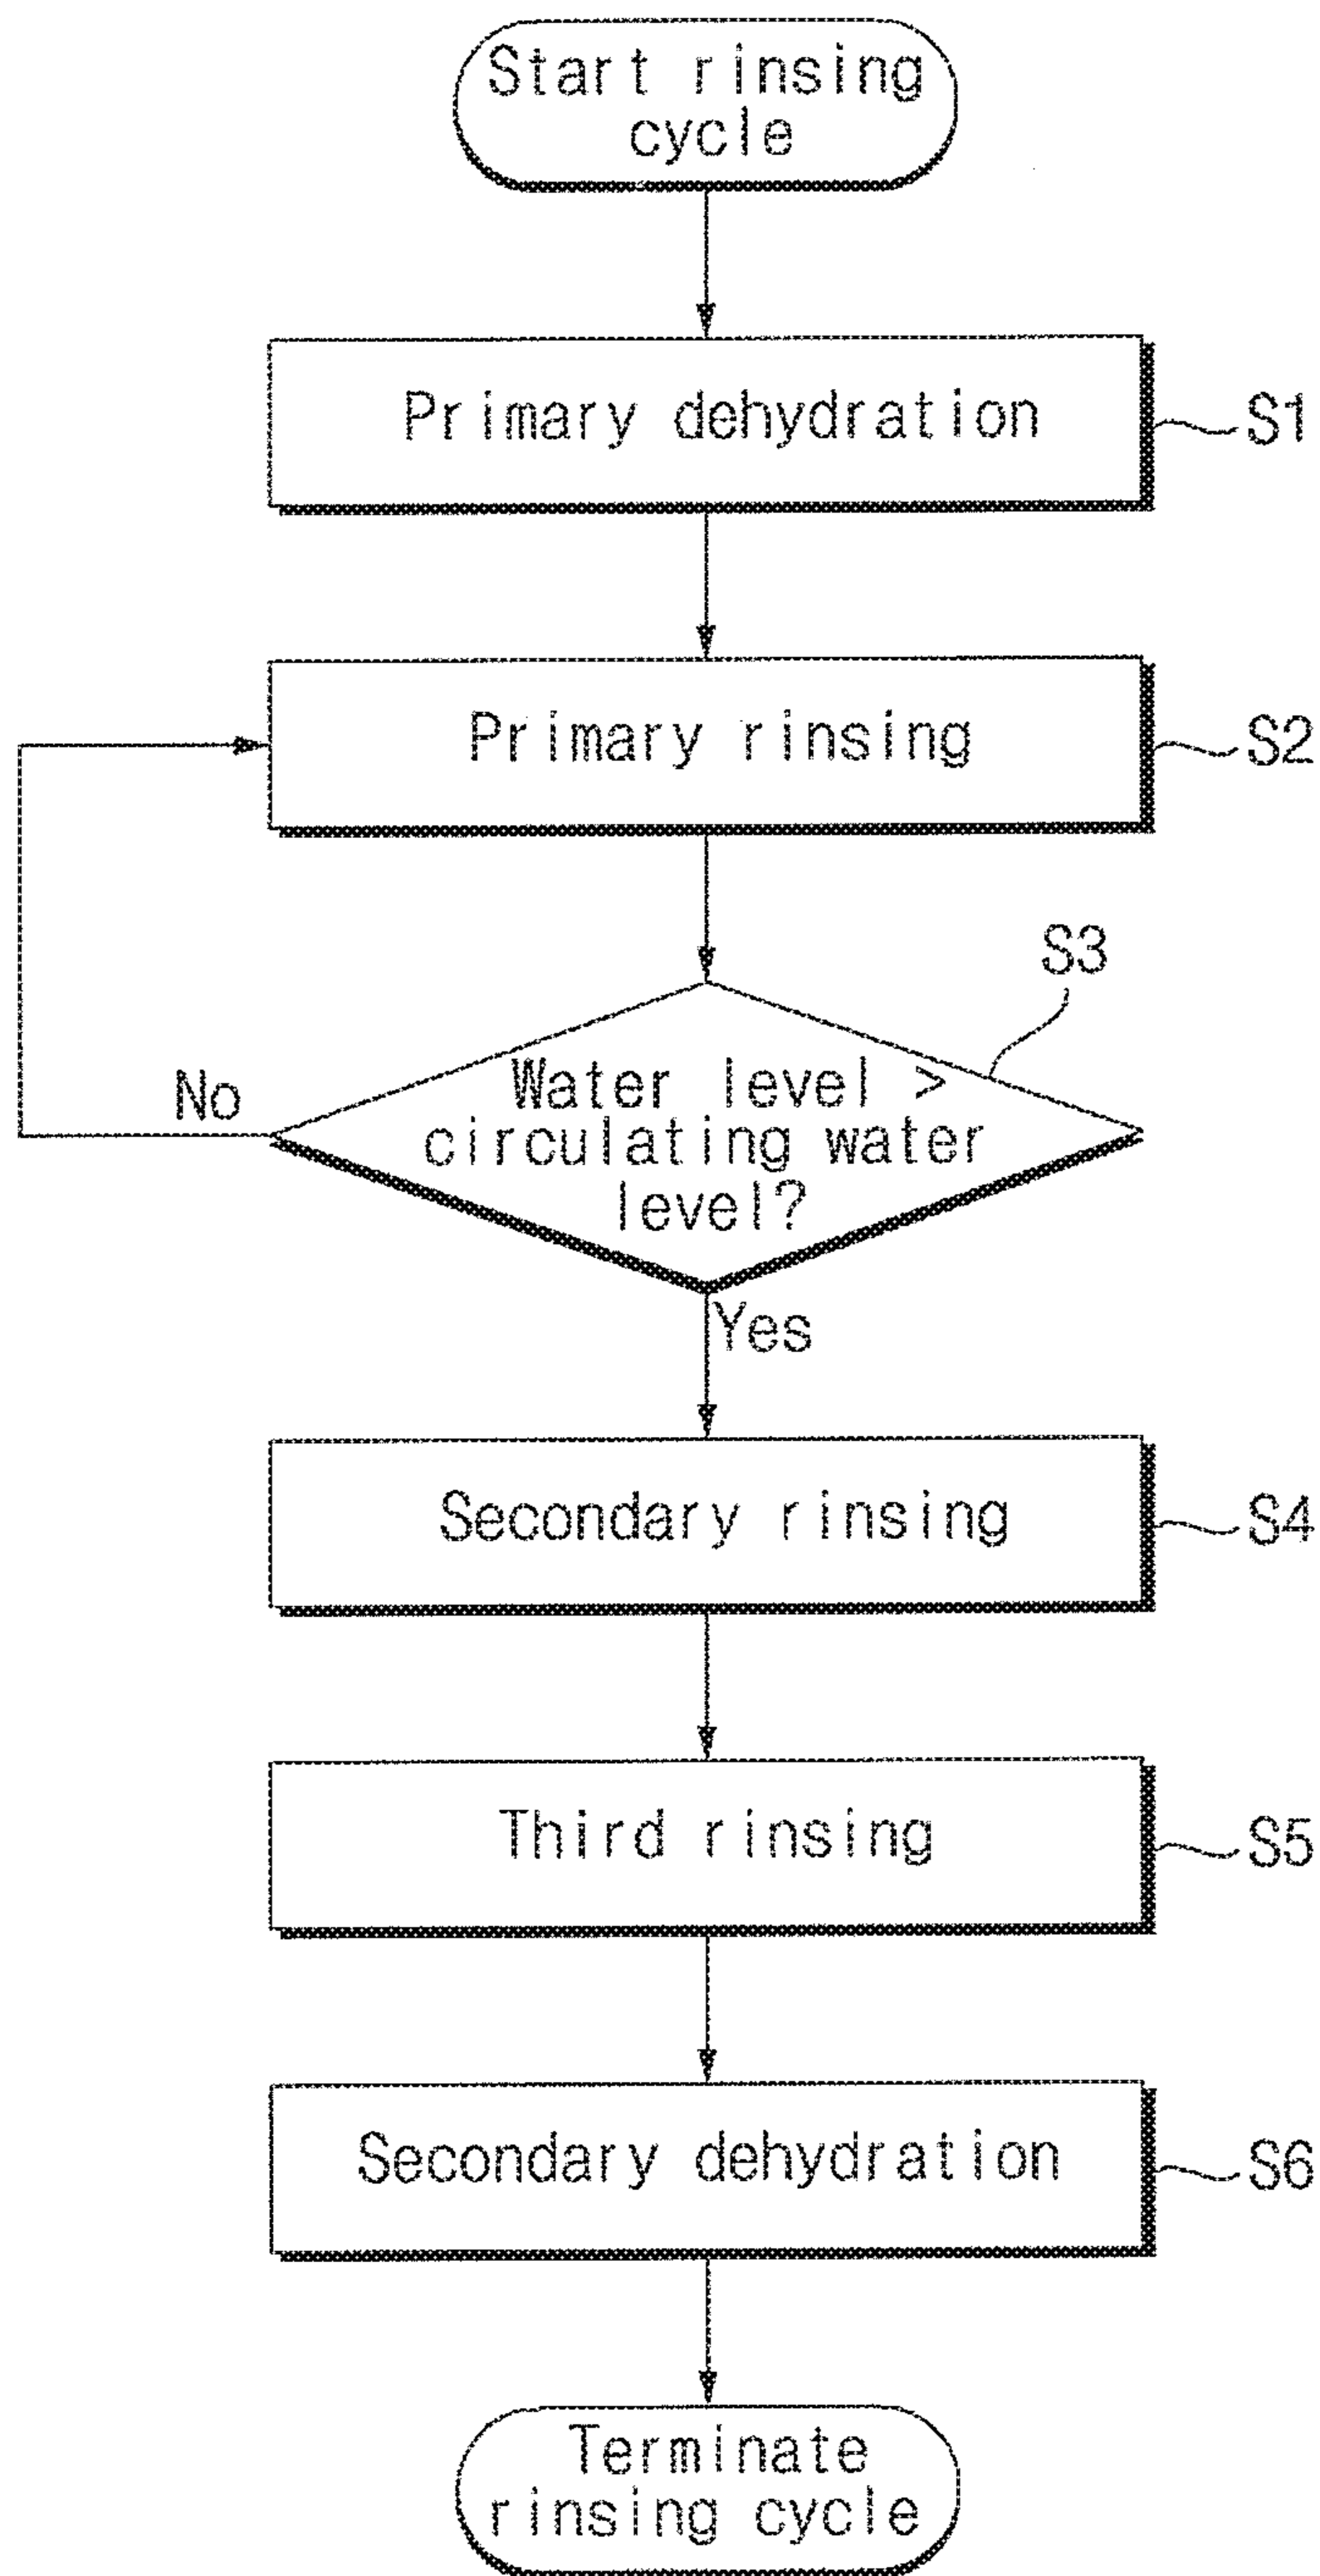 Start rinsing
cycle
Primary dehydration
S1
Primary rinsing
S2
S3
No
Water level >
circulating water
level?
Yes
Secondary rinsing
S4
Third rinsing
S5
Secondary dehydration
S6
Terminate
rinsing cycle